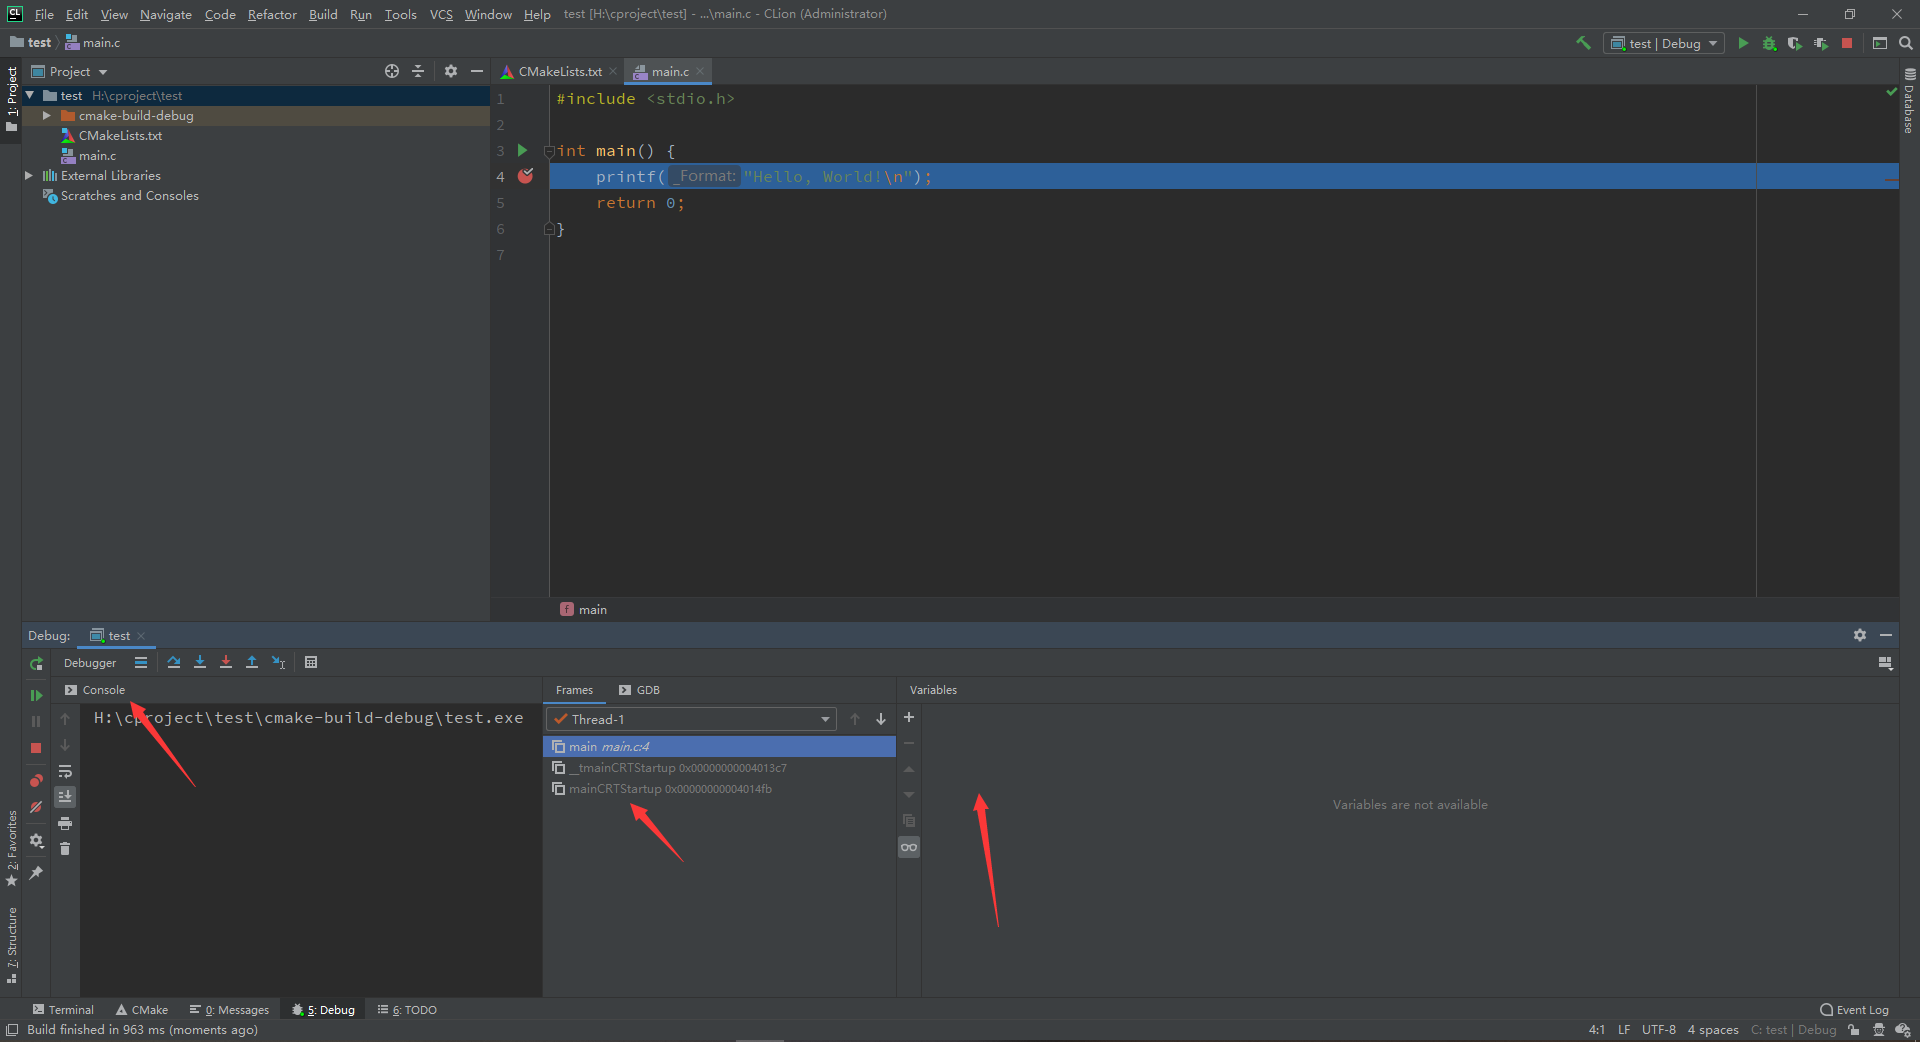 CL File Edit View Navigate Code Refactor Build Run Tools VCS Window Help test [H:\cproject\test] - ...\main.c - CLion (Administrator)
test main.c test | Debug
1: Project
Project
CMakeLists.txt main.c
Database
test H:\cproject\test
cmake-build-debug
CMakeLists.txt
main.c
External Libraries
Scratches and Consoles
1 #include <stdio.h>
2
3 int main() {
4 printf( _Format: "Hello, World!\n");
5 return 0;
6 }
7
main
Debug: test
Debugger
Console
H:\cproject\test\cmake-build-debug\test.exe
Frames GDB
Thread-1
main main.c:4
__tmainCRTStartup 0x00000000004013c7
mainCRTStartup 0x00000000004014fb
Variables
Variables are not available
2: Favorites
7: Structure
Terminal CMake 0: Messages 5: Debug 6: TODO Event Log
Build finished in 963 ms (moments ago) 4:1 LF UTF-8 4 spaces C: test | Debug